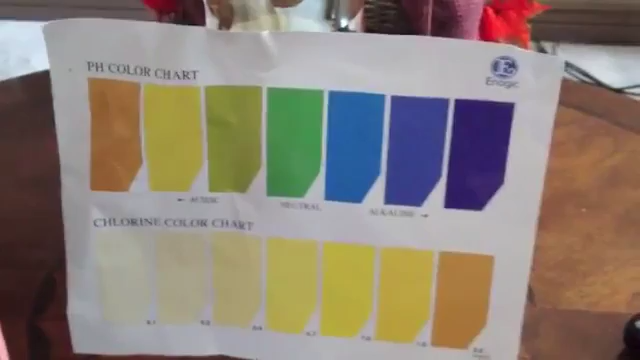 PH COLOR CHART
Enagic
← ACIDIC
NEUTRAL
ALKALINE →
CHLORINE COLOR CHART